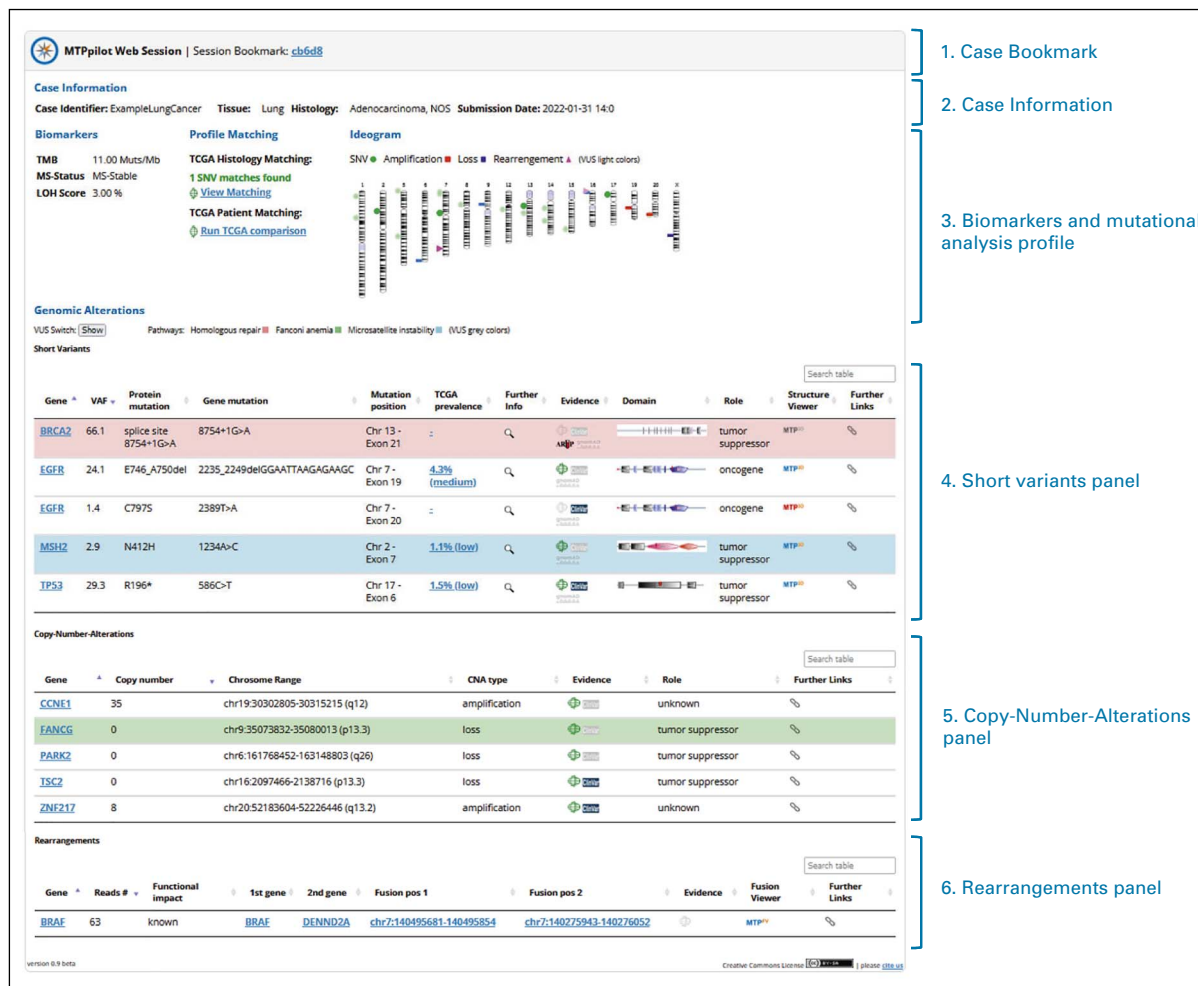 MTPpilot Web Session | Session Bookmark: cb6d8
1. Case Bookmark
Case Information
Case Identifier: ExampleLungCancer Tissue: Lung Histology: Adenocarcinoma, NOS Submission Date: 2022-01-31 14:0
2. Case Information
Biomarkers Profile Matching Ideogram
TMB 11.00 Muts/Mb TCGA Histology Matching: SNV Amplification Loss Rearrengement (VUS light colors)
MS-Status MS-Stable 1 SNV matches found
LOH Score 3.00 % View Matching
TCGA Patient Matching:
Run TCGA comparison
3. Biomarkers and mutational
analysis profile
Genomic Alterations
VUS Switch: Show Pathways: Homologous repair Fanconi anemia Microsatellite instability (VUS grey colors)
Short Variants
Search table
Gene VAF Protein mutation Gene mutation Mutation position TCGA prevalence Further Info Evidence Domain Role Structure Viewer Further Links
BRCA2 66.1 splice site 8754+1G>A Chr 13 - - tumor MTP
8754+1G>A Exon 21 suppressor
EGFR 24.1 E746_A750del 2235_2249delGGAATTAAGAGAAGC Chr 7 - 4.3% oncogene MTP
Exon 19 (medium)
4. Short variants panel
EGFR 1.4 C797S 2389T>A Chr 7 - - ClinVar oncogene MTP
Exon 20
MSH2 2.9 N412H 1234A>C Chr 2 - 1.1% (low) tumor MTP
Exon 7 suppressor
TP53 29.3 R196* 586C>T Chr 17 - 1.5% (low) ClinVar tumor MTP
Exon 6 suppressor
Copy-Number-Alterations
Search table
Gene Copy number Chrosome Range CNA type Evidence Role Further Links
CCNE1 35 chr19:30302805-30315215 (q12) amplification unknown
FANCG 0 chr9:35073832-35080013 (p13.3) loss tumor suppressor
5. Copy-Number-Alterations
panel
PARK2 0 chr6:161768452-163148803 (q26) loss tumor suppressor
TSC2 0 chr16:2097466-2138716 (p13.3) loss ClinVar tumor suppressor
ZNF217 8 chr20:52183604-52226446 (q13.2) amplification ClinVar unknown
Rearrangements
Search table
Gene Reads # Functional impact 1st gene 2nd gene Fusion pos 1 Fusion pos 2 Evidence Fusion Viewer Further Links
6. Rearrangements panel
BRAF 63 known BRAF DENND2A chr7:140495681-140495854 chr7:140275943-140276052 MTP
version 0.9 beta Creative Commons License | please cite us